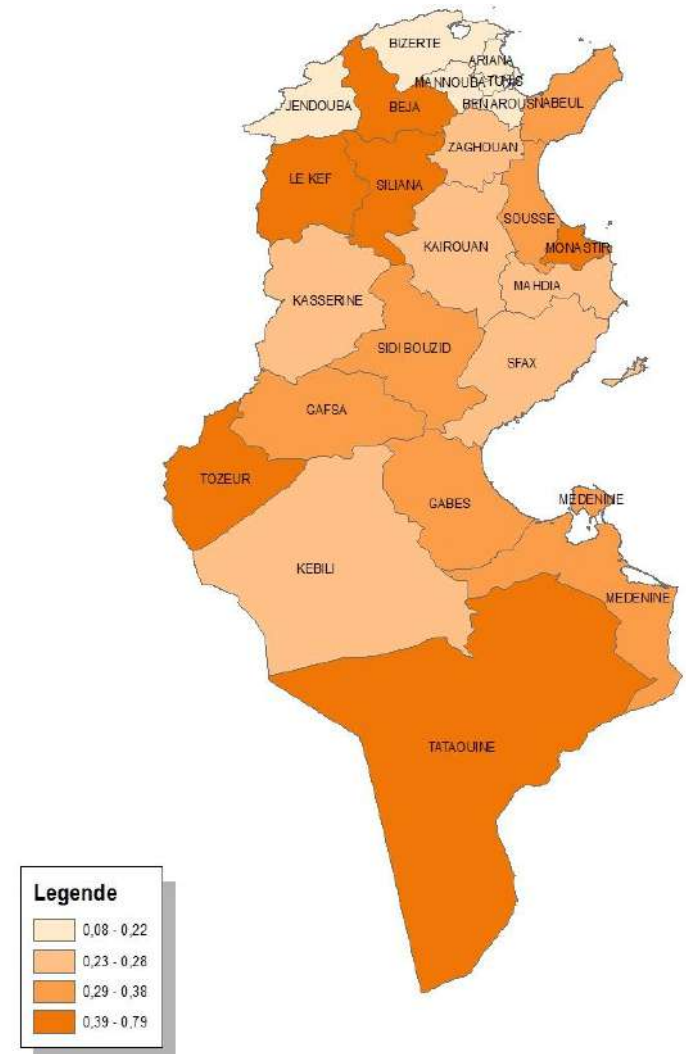 BIZERTE
ARIANA
MANNOUBA
TUNIS
JENDOUBA
BEJA
BEN AROUS
NABEUL
ZAGHOUAN
LE KEF
SILIANA
SOUSSE
KAIROUAN
MONASTIR
MAHDIA
KASSERINE
SIDI BOUZID
SFAX
GAFSA
TOZEUR
GABES
MEDENINE
KEBILI
MEDENINE
TATAOUINE
Legende
0,08 - 0,22
0,23 - 0,28
0,29 - 0,38
0,39 - 0,79